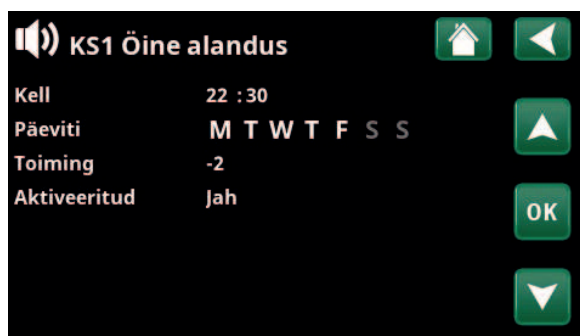 KS1 Öine alandus
Kell 22 :30
Päeviti M T W T F S S
Toiming -2
Aktiveeritud Jah
OK